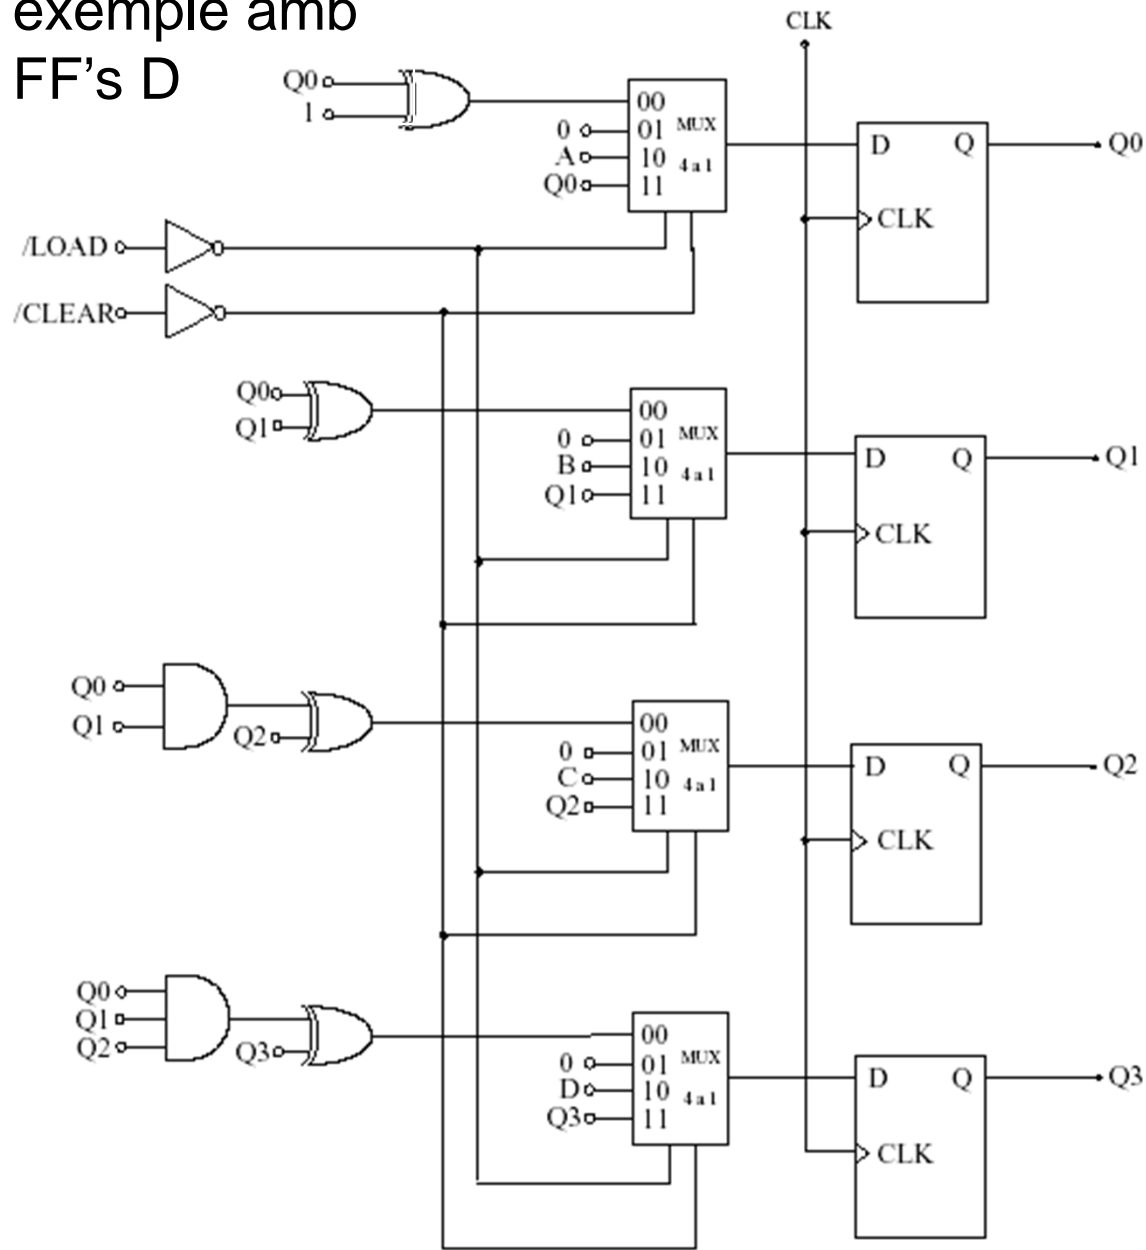 exemple amb
FF's D
CLK
Q0
1
00
0 01 MUX
A 10 4 a 1
Q0 11
D Q Q0
CLK
/LOAD
/CLEAR
Q0
Q1
00
0 01 MUX
B 10 4 a 1
Q1 11
D Q Q1
CLK
Q0
Q1
Q2
00
0 01 MUX
C 10 4 a 1
Q2 11
D Q Q2
CLK
Q0
Q1
Q2
Q3
00
0 01 MUX
D 10 4 a 1
Q3 11
D Q Q3
CLK